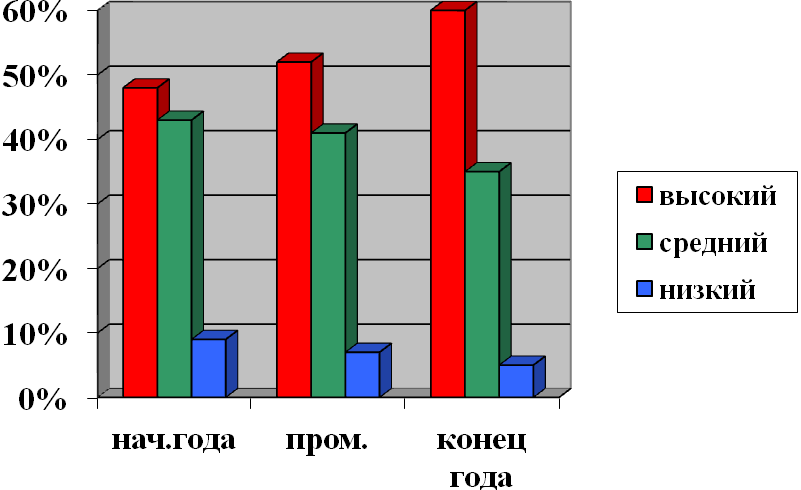 60%
50%
40%
30%
20%
10%
0%
нач.года
пром.
конец
года
высокий
средний
низкий